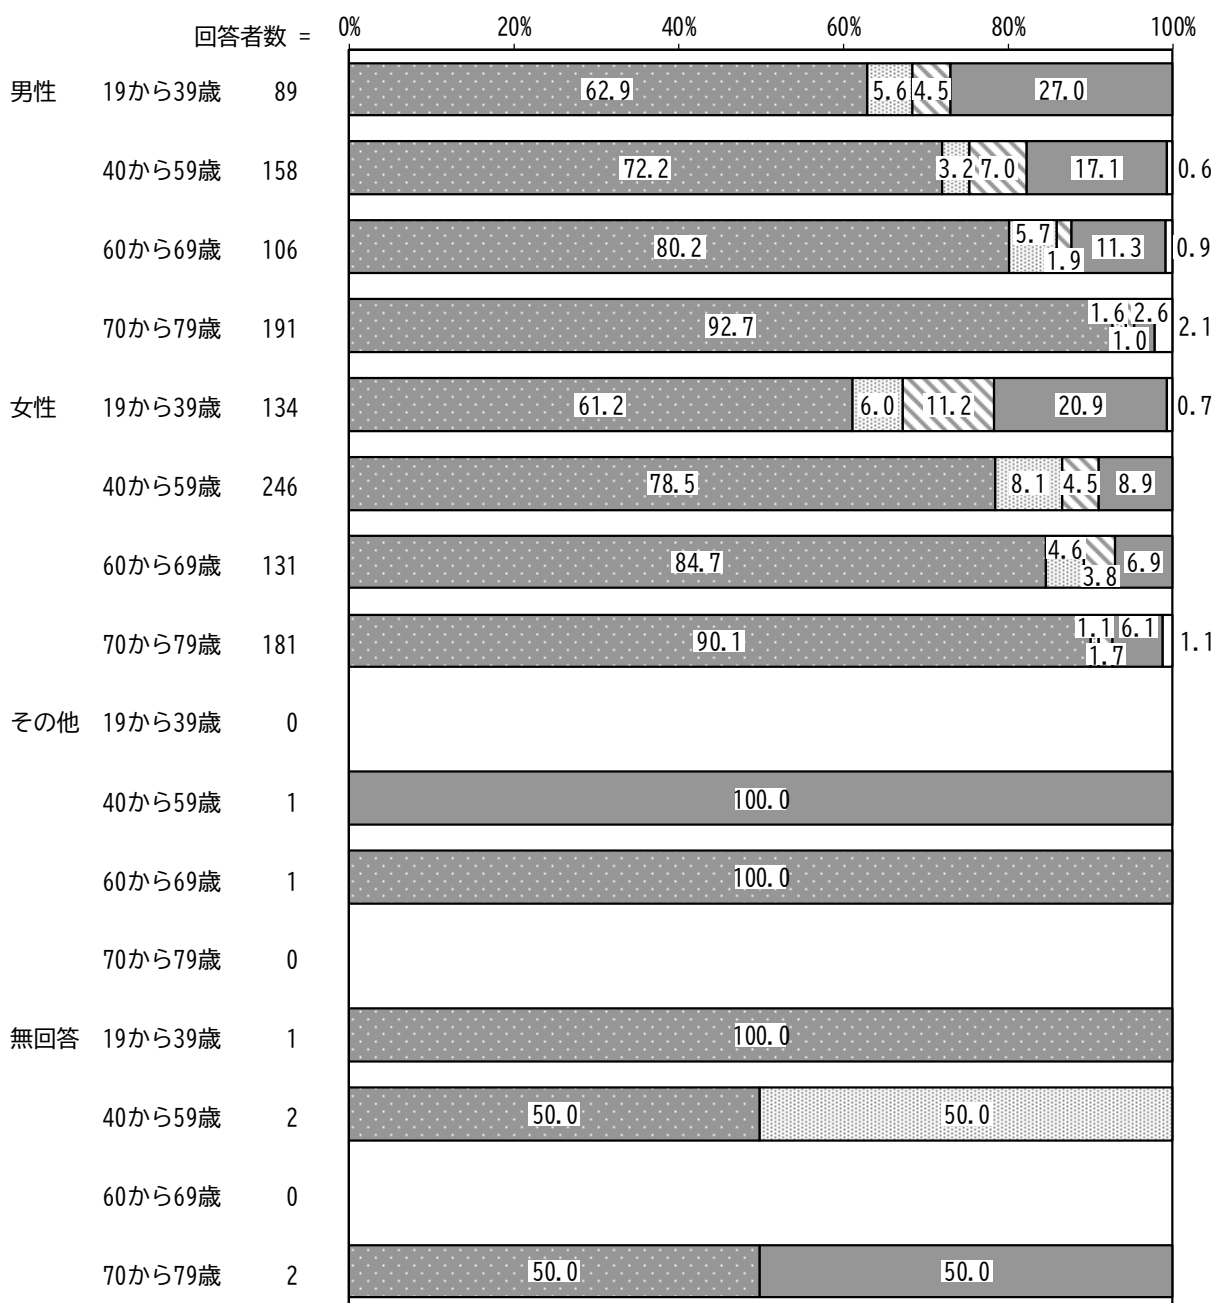 0% 20% 40% 60% 80% 100%
回答者数 =
男性 19から39歳 89 62.9 5.6 4.5 27.0
40から59歳 158 72.2 3.2 7.0 17.1 0.6
60から69歳 106 80.2 5.7 1.9 11.3 0.9
70から79歳 191 92.7 1.6 1.0 2.6 2.1
女性 19から39歳 134 61.2 6.0 11.2 20.9 0.7
40から59歳 246 78.5 8.1 4.5 8.9
60から69歳 131 84.7 4.6 3.8 6.9
70から79歳 181 90.1 1.1 1.7 6.1 1.1
その他 19から39歳 0
40から59歳 1 100.0
60から69歳 1 100.0
70から79歳 0
無回答 19から39歳 1 100.0
40から59歳 2 50.0 50.0
60から69歳 0
70から79歳 2 50.0 50.0